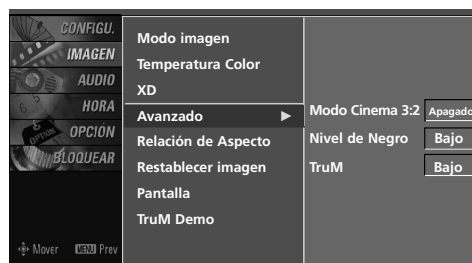 CONFIGU.
IMAGEN
AUDIO
HORA
OPCIÓN
BLOQUEAR
Mover MENU Prev
Modo imagen
Temperatura Color
XD
Avanzado ►
Relación de Aspecto
Restablecer imagen
Pantalla
TruM Demo
Modo Cinema 3:2 Apagado
Nivel de Negro Bajo
TruM Bajo